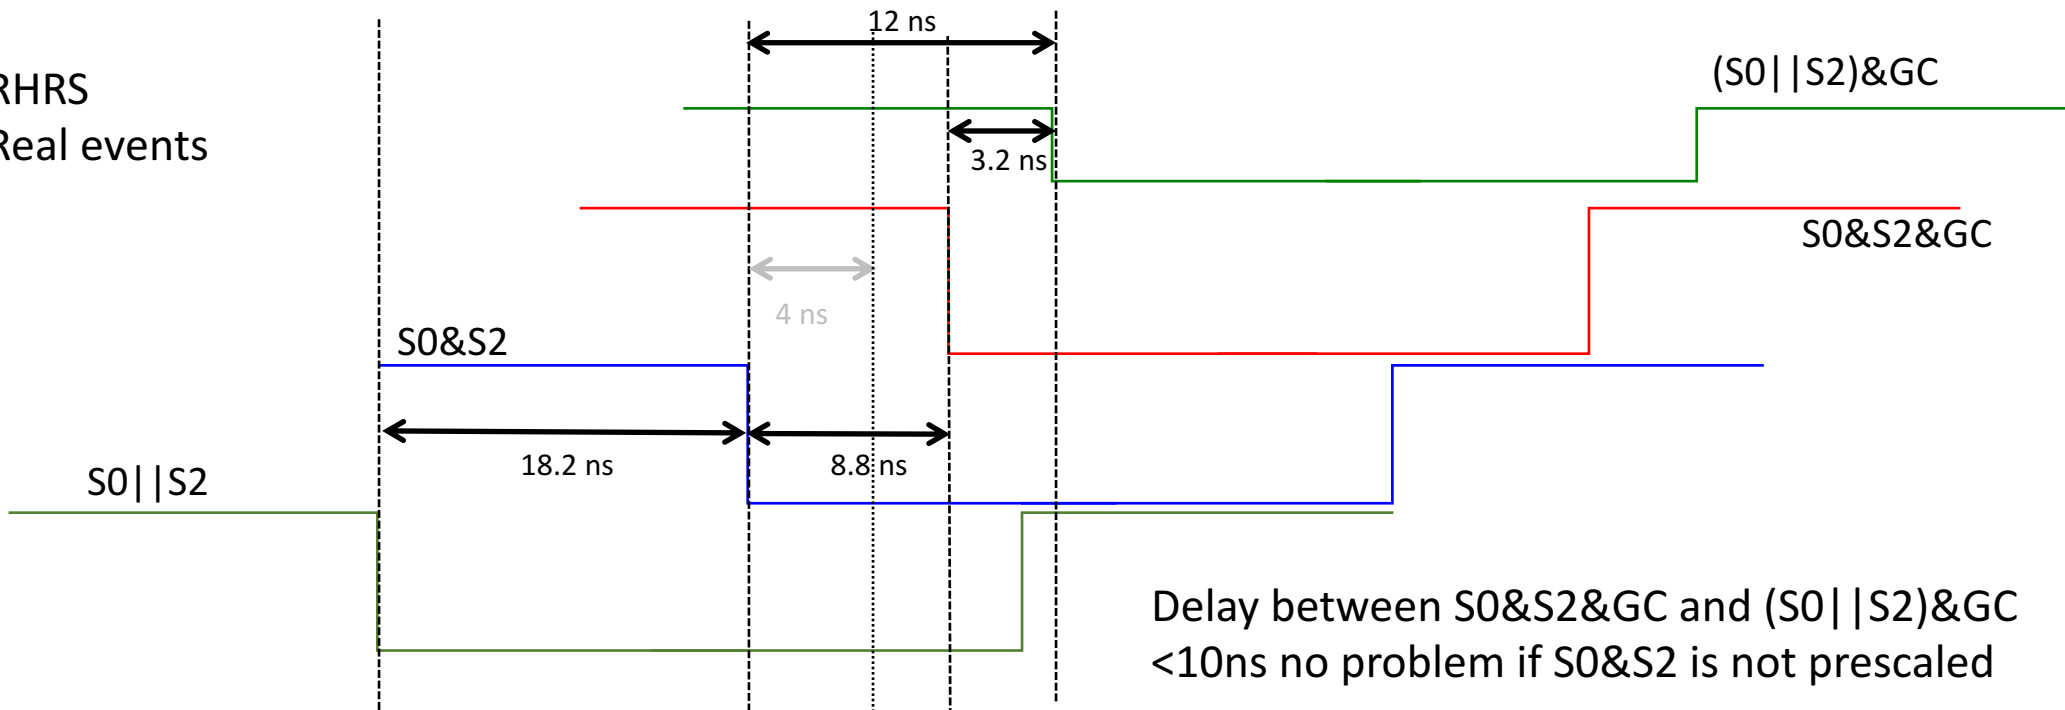 12 ns
(S0||S2)&GC
RHRS
Real events
3.2 ns
S0&S2&GC
4 ns
S0&S2
18.2 ns
8.8 ns
S0||S2
Delay between S0&S2&GC and (S0||S2)&GC
<10ns no problem if S0&S2 is not prescaled